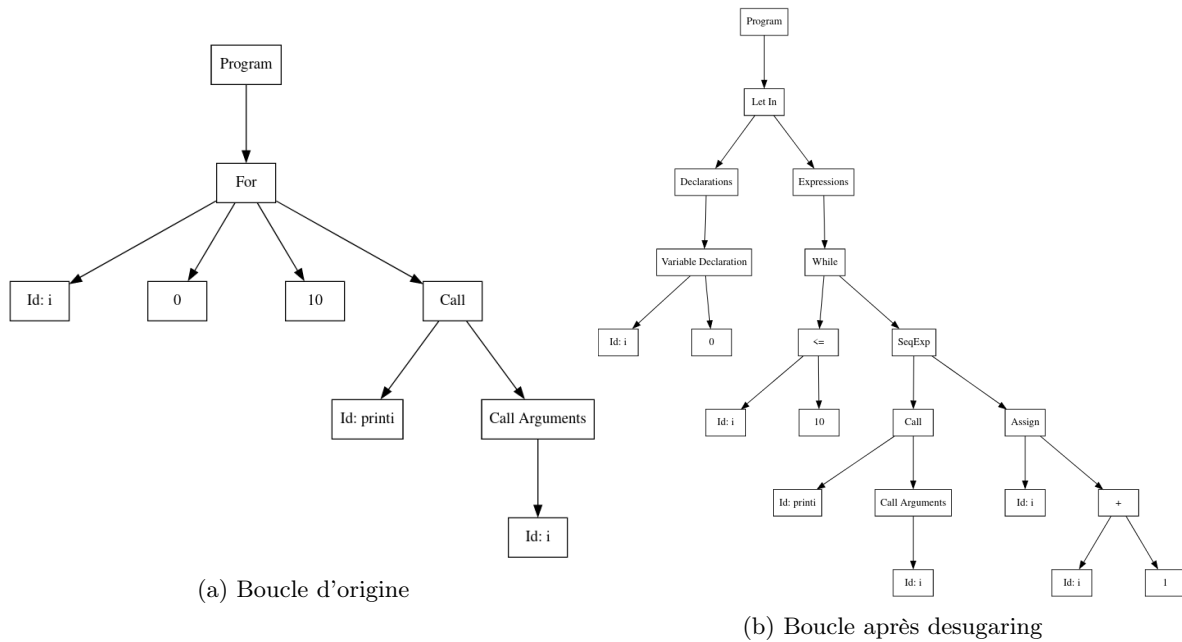 Program
For
Id: i
0
10
Call
Id: printi
Call Arguments
Id: i
(a) Boucle d'origine
Program
Let In
Declarations
Expressions
Variable Declaration
While
Id: i
0
<=
SeqExp
Id: i
10
Call
Assign
Id: printi
Call Arguments
Id: i
+
Id: i
Id: i
1
(b) Boucle après desugaring